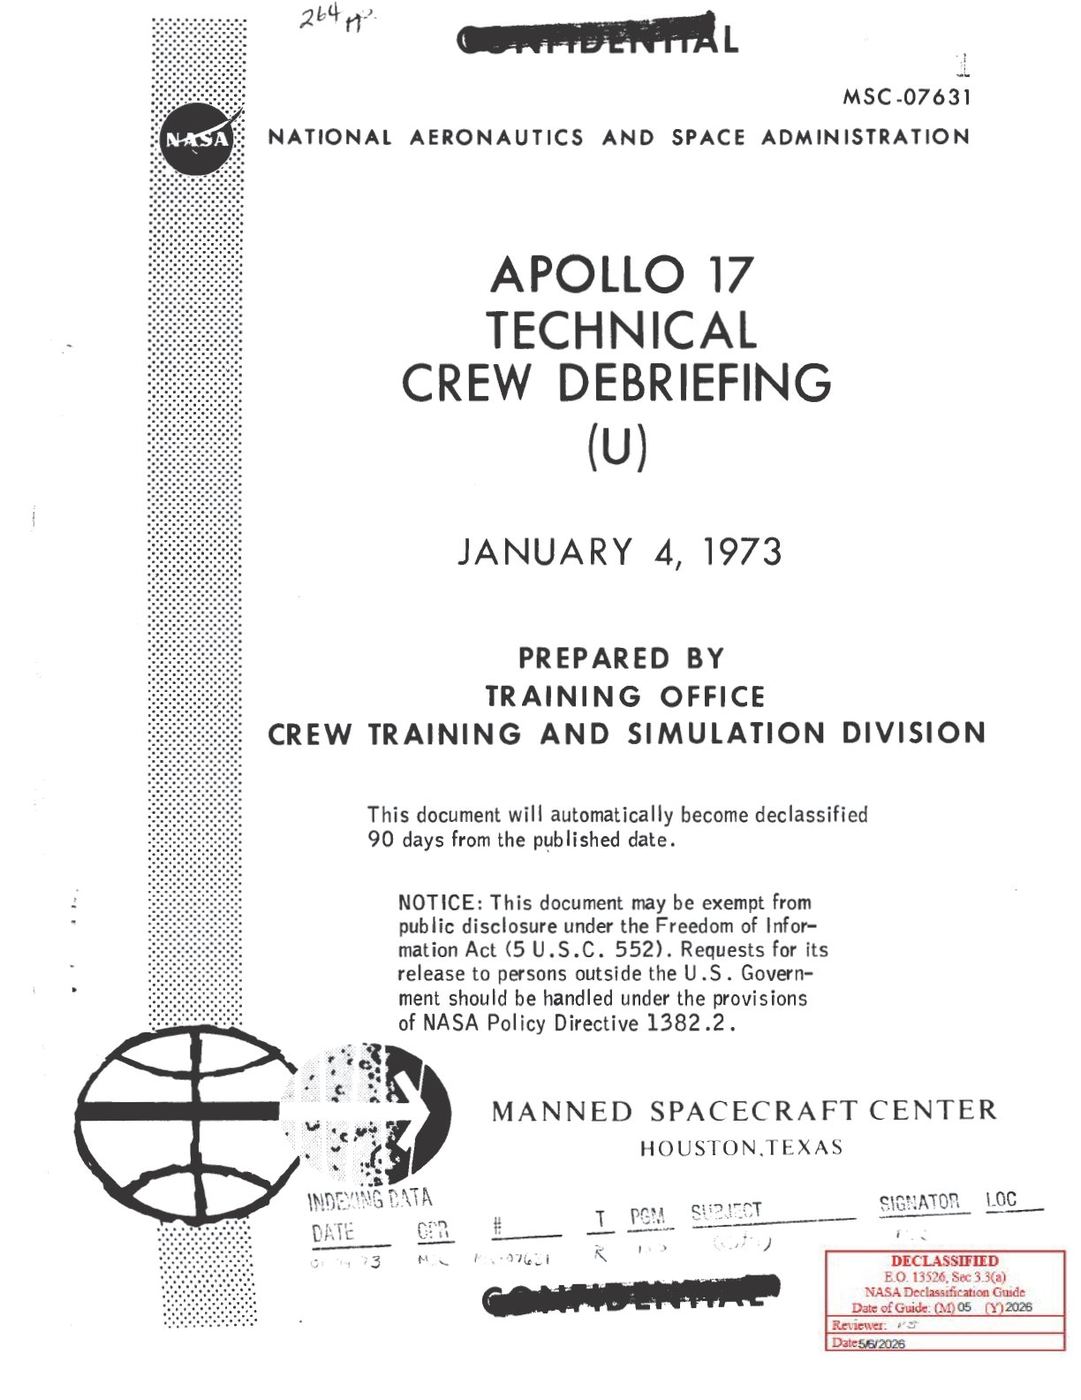 264 pp.
CONFIDENTIAL
1
MSC-07631
NASA
NATIONAL AERONAUTICS AND SPACE ADMINISTRATION
APOLLO 17
TECHNICAL
CREW DEBRIEFING
(U)
JANUARY 4, 1973
PREPARED BY
TRAINING OFFICE
CREW TRAINING AND SIMULATION DIVISION
This document will automatically become declassified
90 days from the published date.
NOTICE: This document may be exempt from
public disclosure under the Freedom of Infor-
mation Act (5 U.S.C. 552). Requests for its
release to persons outside the U.S. Govern-
ment should be handled under the provisions
of NASA Policy Directive 1382.2.
MANNED SPACECRAFT CENTER
HOUSTON, TEXAS
INDEXING DATA
DATE OPR # T PGM SUBJECT SIGNATOR LOC
R
CONFIDENTIAL
DECLASSIFIED
E.O. 13526, Sec 3.3(a)
NASA Declassification Guide
Date of Guide: (M) 05 (Y) 2026
Reviewer:
Date 5/6/2026